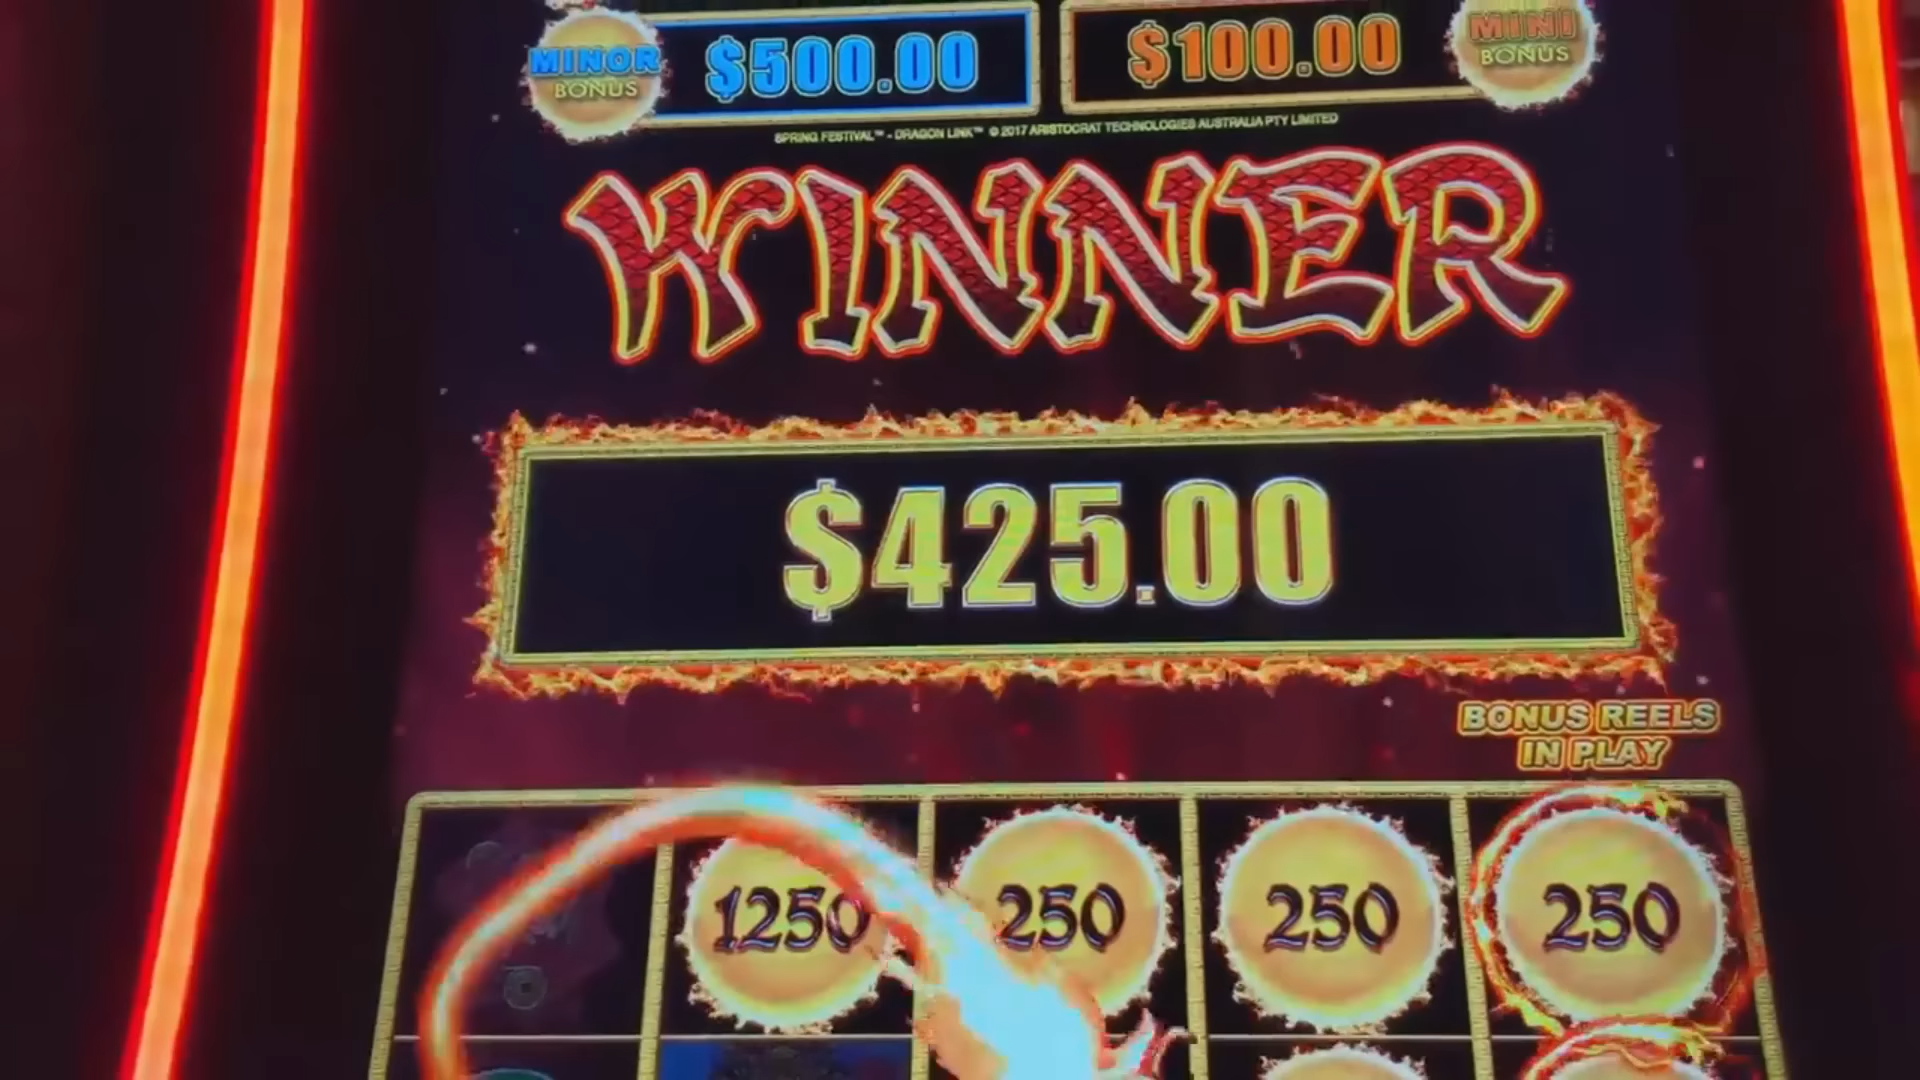 MINOR
BONUS
$500.00
$100.00
MINI
BONUS
SPRING FESTIVAL™ - DRAGON LINK™ © 2017 ARISTOCRAT TECHNOLOGIES AUSTRALIA PTY LIMITED
WINNER
$425.00
BONUS REELS
IN PLAY
1250 250 250 250